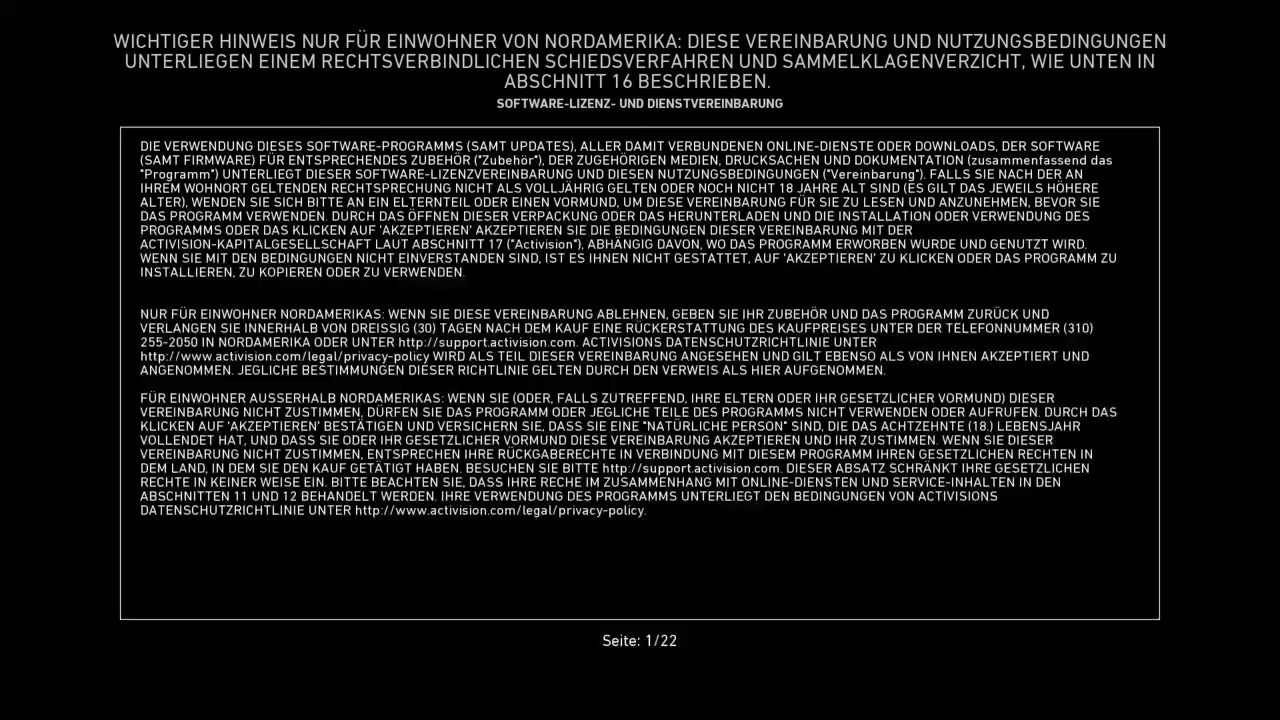 WICHTIGER HINWEIS NUR FÜR EINWOHNER VON NORDAMERIKA: DIESE VEREINBARUNG UND NUTZUNGSBEDINGUNGEN
UNTERLIEGEN EINEM RECHTSVERBINDLICHEN SCHIEDSVERFAHREN UND SAMMELKLAGENVERZICHT, WIE UNTEN IN
ABSCHNITT 16 BESCHRIEBEN.
SOFTWARE-LIZENZ- UND DIENSTVEREINBARUNG
DIE VERWENDUNG DIESES SOFTWARE-PROGRAMMS (SAMT UPDATES), ALLER DAMIT VERBUNDENEN ONLINE-DIENSTE ODER DOWNLOADS, DER SOFTWARE
(SAMT FIRMWARE) FÜR ENTSPRECHENDES ZUBEHÖR ("Zubehör"), DER ZUGEHÖRIGEN MEDIEN, DRUCKSACHEN UND DOKUMENTATION (zusammenfassend das
"Programm") UNTERLIEGT DIESER SOFTWARE-LIZENZVEREINBARUNG UND DIESEN NUTZUNGSBEDINGUNGEN ("Vereinbarung"). FALLS SIE NACH DER AN
IHREM WOHNORT GELTENDEN RECHTSPRECHUNG NICHT ALS VOLLJÄHRIG GELTEN ODER NOCH NICHT 18 JAHRE ALT SIND (ES GILT DAS JEWEILS HÖHERE
ALTER), WENDEN SIE SICH BITTE AN EIN ELTERNTEIL ODER EINEN VORMUND, UM DIESE VEREINBARUNG FÜR SIE ZU LESEN UND ANZUNEHMEN, BEVOR SIE
DAS PROGRAMM VERWENDEN. DURCH DAS ÖFFNEN DIESER VERPACKUNG ODER DAS HERUNTERLADEN UND DIE INSTALLATION ODER VERWENDUNG DES
PROGRAMMS ODER DAS KLICKEN AUF 'AKZEPTIEREN' AKZEPTIEREN SIE DIE BEDINGUNGEN DIESER VEREINBARUNG MIT DER
ACTIVISION-KAPITALGESELLSCHAFT LAUT ABSCHNITT 17 ("Activision"), ABHÄNGIG DAVON, WO DAS PROGRAMM ERWORBEN WURDE UND GENUTZT WIRD.
WENN SIE MIT DEN BEDINGUNGEN NICHT EINVERSTANDEN SIND, IST ES IHNEN NICHT GESTATTET, AUF 'AKZEPTIEREN' ZU KLICKEN ODER DAS PROGRAMM ZU
INSTALLIEREN, ZU KOPIEREN ODER ZU VERWENDEN.
NUR FÜR EINWOHNER NORDAMERIKAS: WENN SIE DIESE VEREINBARUNG ABLEHNEN, GEBEN SIE IHR ZUBEHÖR UND DAS PROGRAMM ZURÜCK UND
VERLANGEN SIE INNERHALB VON DREISSIG (30) TAGEN NACH DEM KAUF EINE RÜCKERSTATTUNG DES KAUFPREISES UNTER DER TELEFONNUMMER (310)
255-2050 IN NORDAMERIKA ODER UNTER http://support.activision.com. ACTIVISIONS DATENSCHUTZRICHTLINIE UNTER
http://www.activision.com/legal/privacy-policy WIRD ALS TEIL DIESER VEREINBARUNG ANGESEHEN UND GILT EBENSO ALS VON IHNEN AKZEPTIERT UND
ANGENOMMEN. JEGLICHE BESTIMMUNGEN DIESER RICHTLINIE GELTEN DURCH DEN VERWEIS ALS HIER AUFGENOMMEN.
FÜR EINWOHNER AUSSERHALB NORDAMERIKAS: WENN SIE (ODER, FALLS ZUTREFFEND, IHRE ELTERN ODER IHR GESETZLICHER VORMUND) DIESER
VEREINBARUNG NICHT ZUSTIMMEN, DÜRFEN SIE DAS PROGRAMM ODER JEGLICHE TEILE DES PROGRAMMS NICHT VERWENDEN ODER AUFRUFEN. DURCH DAS
KLICKEN AUF 'AKZEPTIEREN' BESTÄTIGEN UND VERSICHERN SIE, DASS SIE EINE "NATÜRLICHE PERSON" SIND, DIE DAS ACHTZEHNTE (18.) LEBENSJAHR
VOLLENDET HAT, UND DASS SIE ODER IHR GESETZLICHER VORMUND DIESE VEREINBARUNG AKZEPTIEREN UND IHR ZUSTIMMEN. WENN SIE DIESER
VEREINBARUNG NICHT ZUSTIMMEN, ENTSPRECHEN IHRE RÜCKGABERECHTE IN VERBINDUNG MIT DIESEM PROGRAMM IHREN GESETZLICHEN RECHTEN IN
DEM LAND, IN DEM SIE DEN KAUF GETÄTIGT HABEN. BESUCHEN SIE BITTE http://support.activision.com. DIESER ABSATZ SCHRÄNKT IHRE GESETZLICHEN
RECHTE IN KEINER WEISE EIN. BITTE BEACHTEN SIE, DASS IHRE RECHE IM ZUSAMMENHANG MIT ONLINE-DIENSTEN UND SERVICE-INHALTEN IN DEN
ABSCHNITTEN 11 UND 12 BEHANDELT WERDEN. IHRE VERWENDUNG DES PROGRAMMS UNTERLIEGT DEN BEDINGUNGEN VON ACTIVISIONS
DATENSCHUTZRICHTLINIE UNTER http://www.activision.com/legal/privacy-policy.
Seite: 1/22